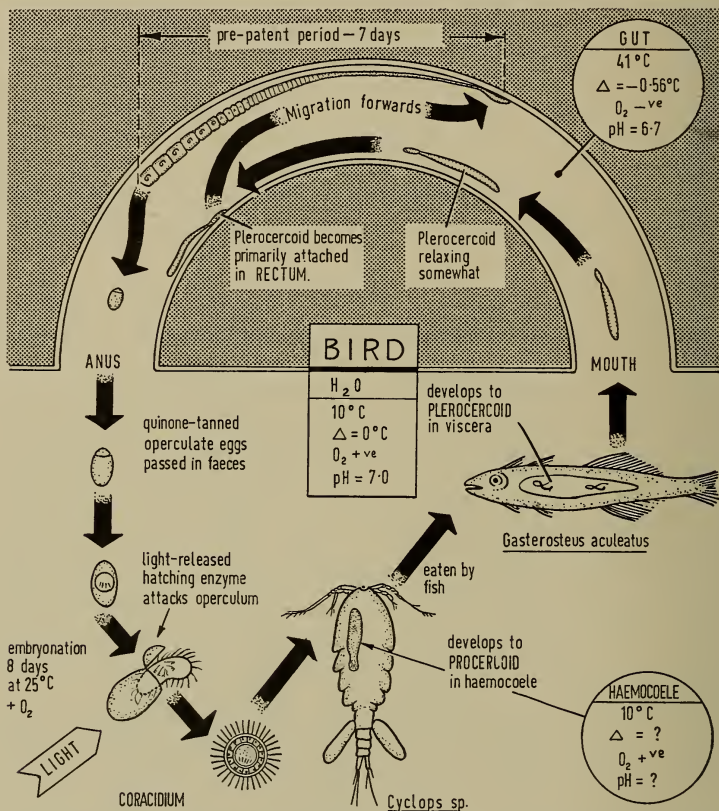 pre-patent period — 7 days
GUT
41°C
Δ = −0·56°C
O₂ −ve
pH = 6·7
Migration forwards
Plerocercoid becomes
primarily attached
in RECTUM.
Plerocercoid
relaxing
somewhat
ANUS
MOUTH
BIRD
H₂O
10°C
Δ = 0°C
O₂ +ve
pH = 7·0
develops to
PLEROCERCOID
in viscera
quinone-tanned
operculate eggs
passed in faeces
Gasterosteus aculeatus
light-released
hatching enzyme
attacks operculum
eaten by
fish
embryonation
8 days
at 25°C
+ O₂
develops to
PROCERLOID
in haemocoele
HAEMOCOELE
10°C
Δ = ?
O₂ +ve
pH = ?
LIGHT
CORACIDIUM
Cyclops sp.